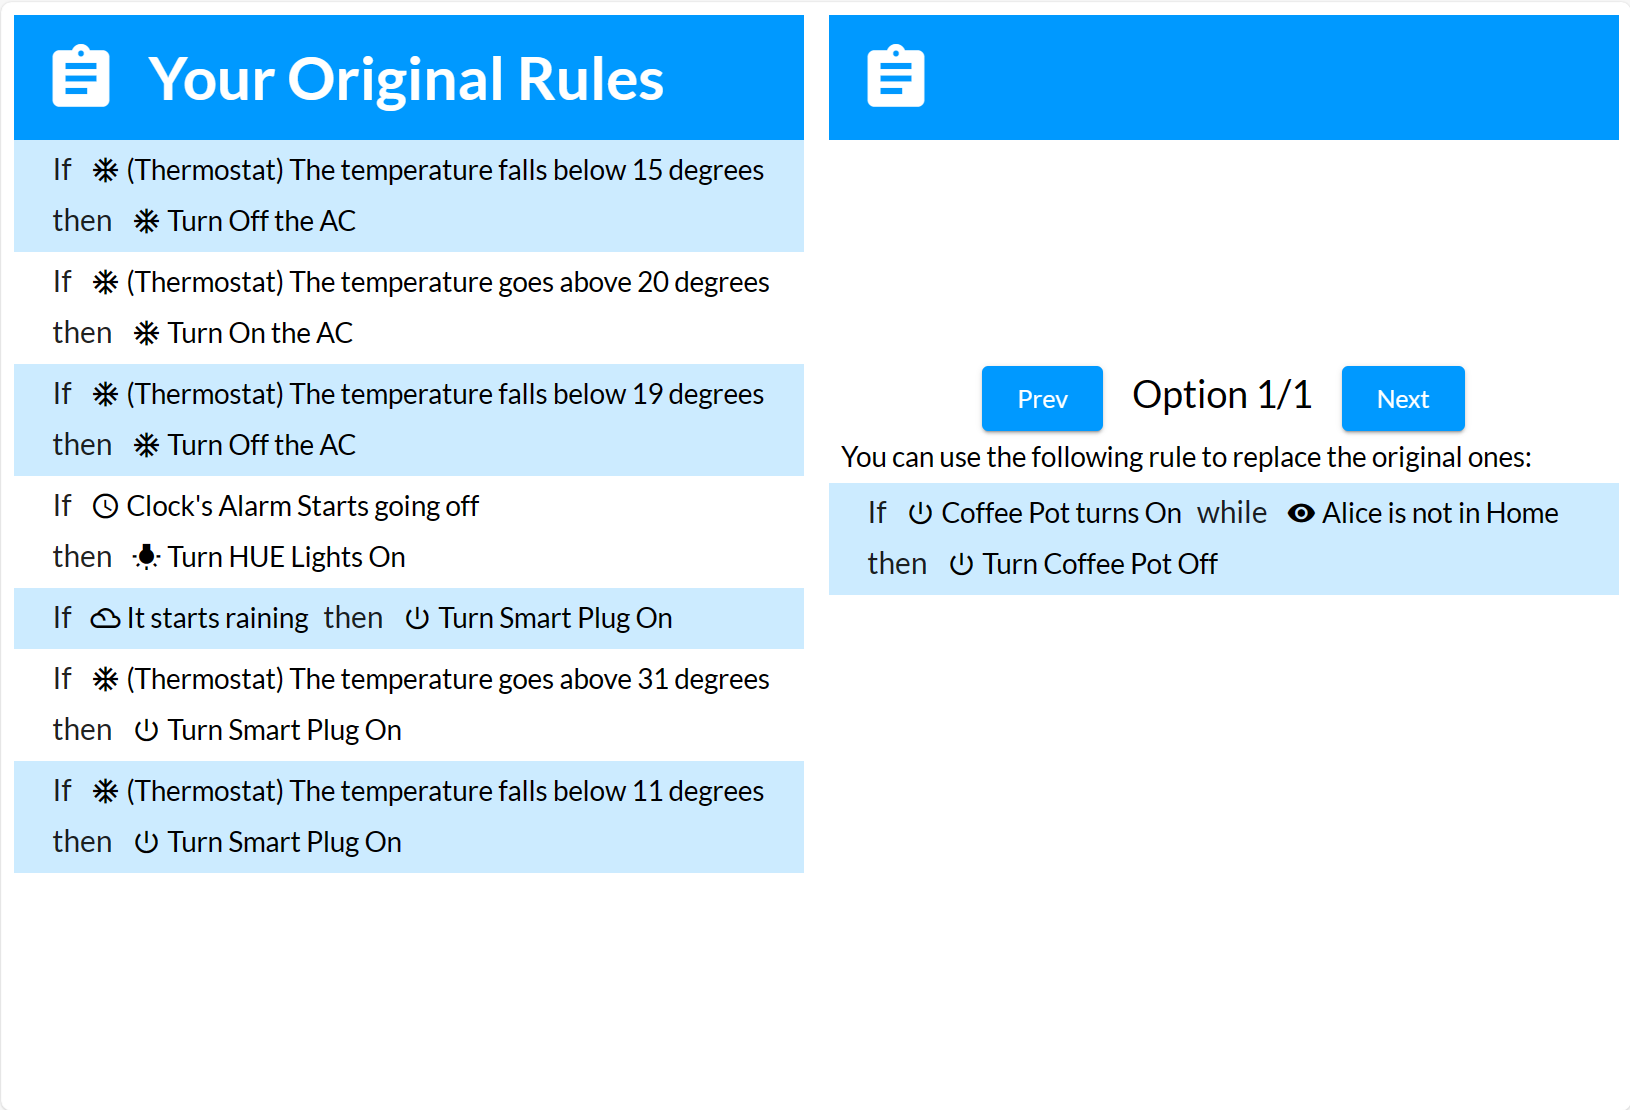 Your Original Rules
If (Thermostat) The temperature falls below 15 degrees
then Turn Off the AC
If (Thermostat) The temperature goes above 20 degrees
then Turn On the AC
If (Thermostat) The temperature falls below 19 degrees
then Turn Off the AC
If Clock's Alarm Starts going off
then Turn HUE Lights On
If It starts raining then Turn Smart Plug On
If (Thermostat) The temperature goes above 31 degrees
then Turn Smart Plug On
If (Thermostat) The temperature falls below 11 degrees
then Turn Smart Plug On
Prev Option 1/1 Next
You can use the following rule to replace the original ones:
If Coffee Pot turns On while Alice is not in Home
then Turn Coffee Pot Off